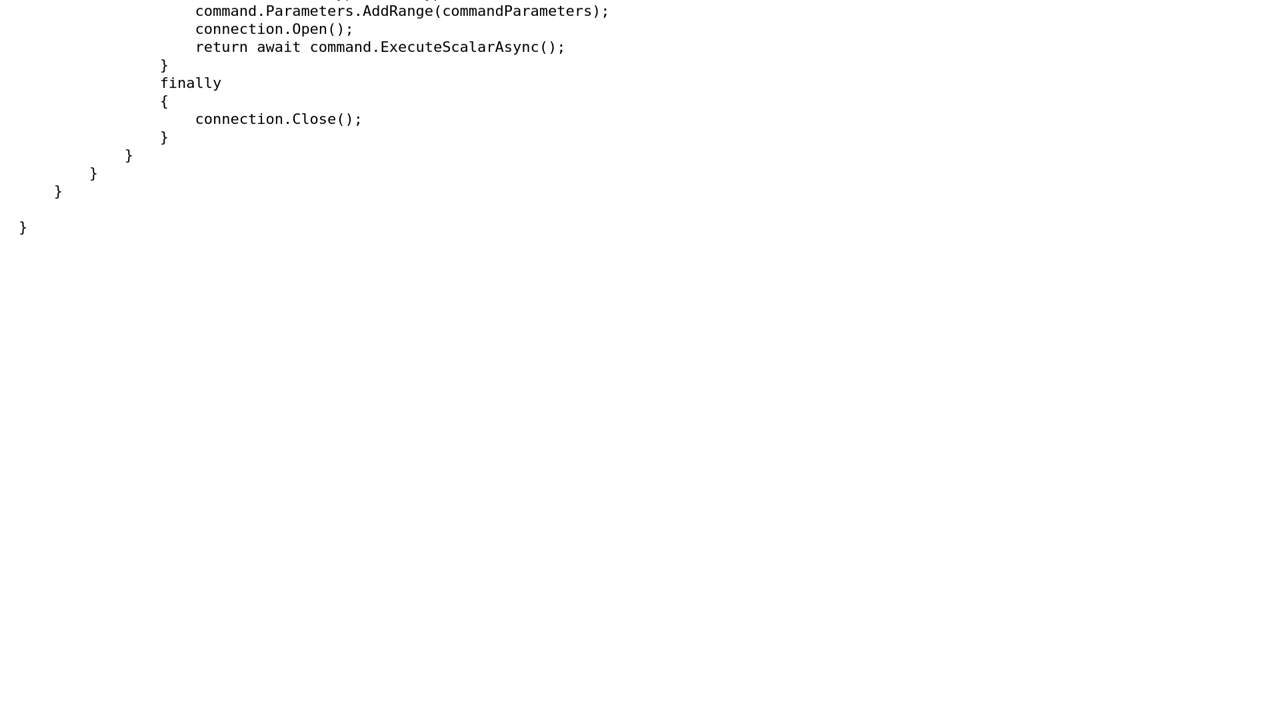 command.Parameters.AddRange(commandParameters);
connection.Open();
return await command.ExecuteScalarAsync();
}
finally
{
connection.Close();
}
}
}
}
}